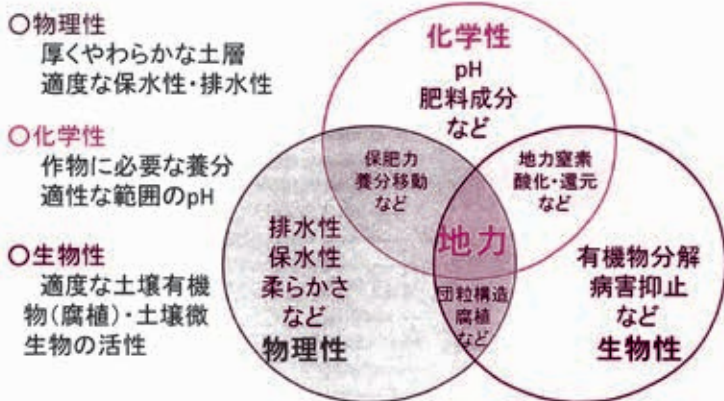 ○物理性
厚くやわらかな土層
適度な保水性・排水性
○化学性
作物に必要な養分
適性な範囲のpH
○生物性
適度な土壌有機
物(腐植)・土壌微
生物の活性
化学性
pH
肥料成分
など
保肥力
養分移動
など
地力窒素
酸化・還元
など
地力
排水性
保水性
柔らかさ
など
物理性
団粒構造
腐植
など
有機物分解
病害抑止
など
生物性